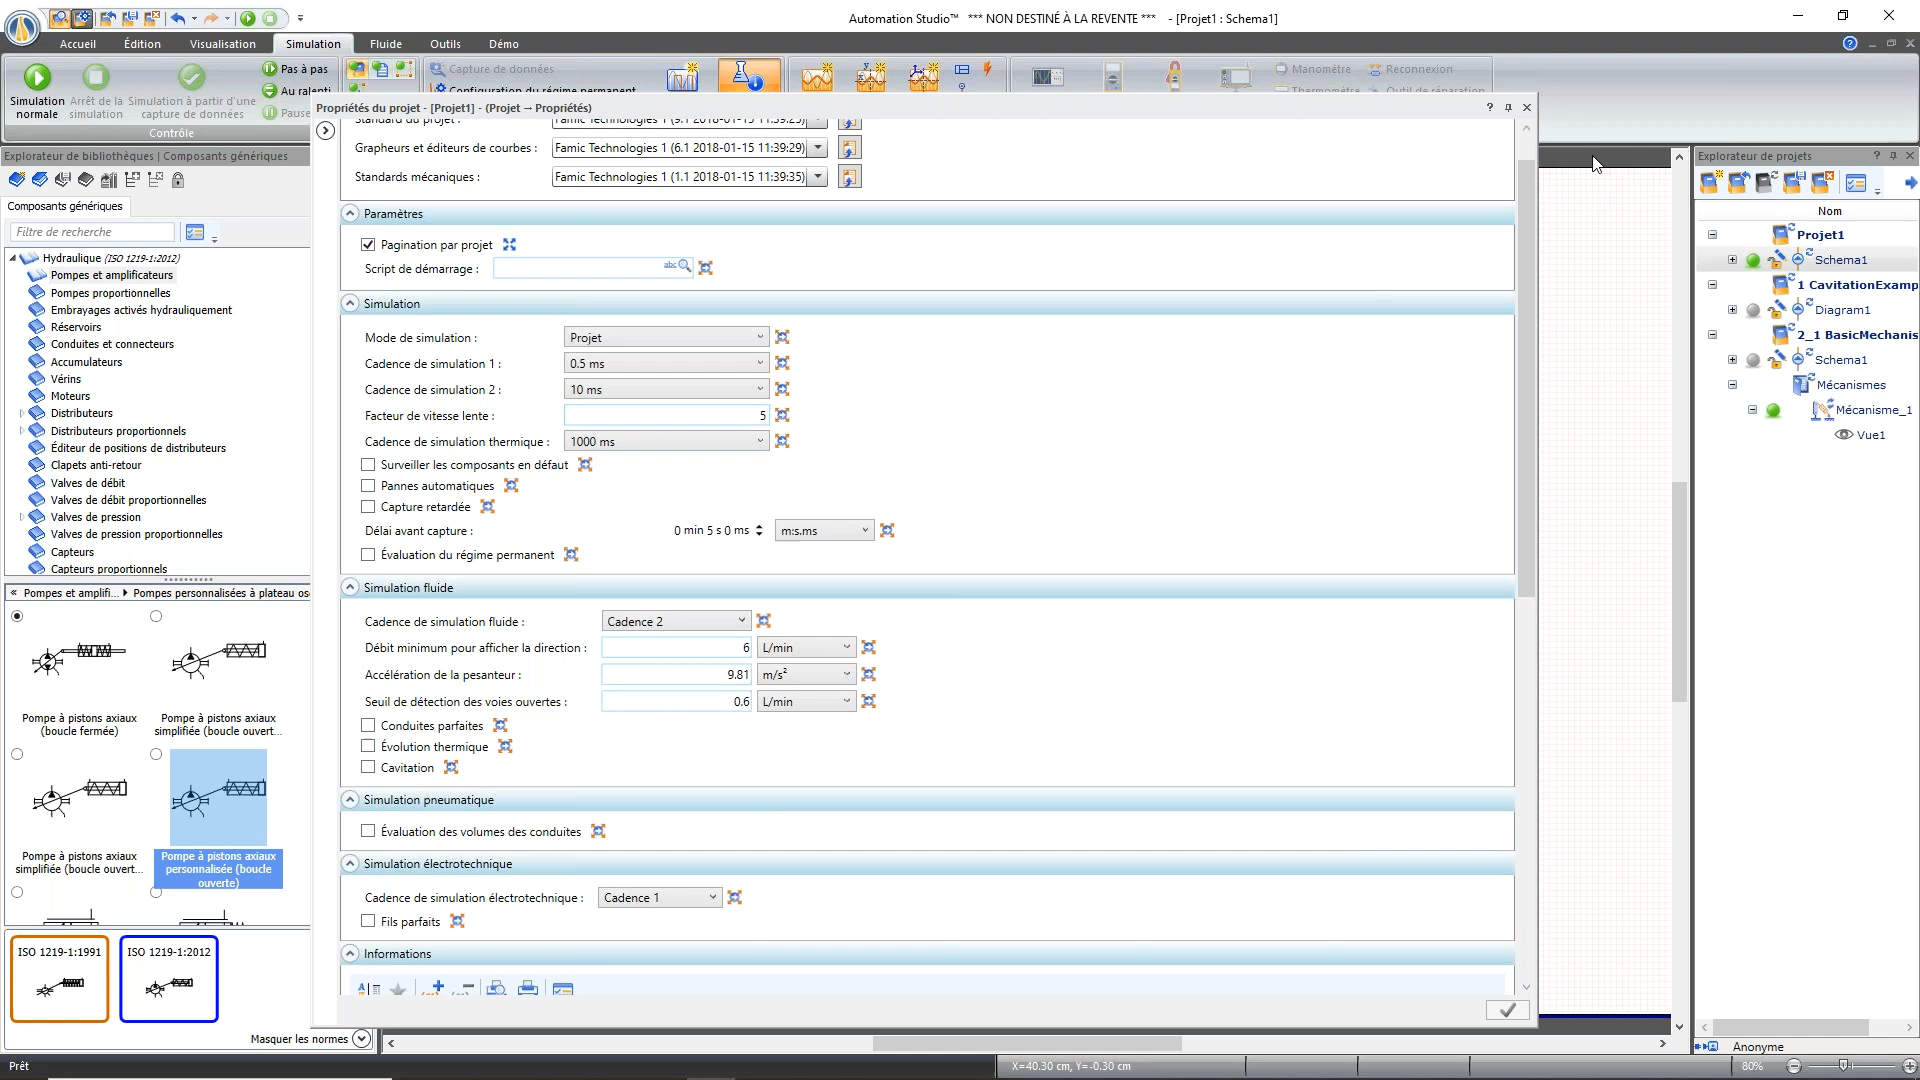 Automation Studio™ *** NON DESTINÉ À LA REVENTE *** - [Projet1 : Schema1]
Accueil Édition Visualisation Simulation Fluide Outils Démo
Simulation normale
Arrêt de la simulation
Simulation à partir d'une capture de données
Pas à pas
Au ralenti
Pause
Contrôle
Capture de données
Configuration du régime permanent
Manomètre
Thermomètre
Reconnexion
Outil de réparation
Explorateur de bibliothèques | Composants génériques
Composants génériques
Filtre de recherche
Hydraulique (ISO 1219-1:2012)
Pompes et amplificateurs
Pompes proportionnelles
Embrayages activés hydrauliquement
Réservoirs
Conduites et connecteurs
Accumulateurs
Vérins
Moteurs
Distributeurs
Distributeurs proportionnels
Éditeur de positions de distributeurs
Clapets anti-retour
Valves de débit
Valves de débit proportionnelles
Valves de pression
Valves de pression proportionnelles
Capteurs
Capteurs proportionnels
« Pompes et amplifi... Pompes personnalisées à plateau os
Pompe à pistons axiaux (boucle fermée)
Pompe à pistons axiaux simplifiée (boucle ouvert...
Pompe à pistons axiaux simplifiée (boucle ouvert...
Pompe à pistons axiaux personnalisée (boucle ouverte)
ISO 1219-1:1991
ISO 1219-1:2012
Masquer les normes
Propriétés du projet - [Projet1] - (Projet → Propriétés)
Standard du projet : Famic Technologies 1 (9.1 2018-01-15 11:39:25)
Grapheurs et éditeurs de courbes : Famic Technologies 1 (6.1 2018-01-15 11:39:29)
Standards mécaniques : Famic Technologies 1 (1.1 2018-01-15 11:39:35)
Paramètres
Pagination par projet
Script de démarrage : abc
Simulation
Mode de simulation : Projet
Cadence de simulation 1 : 0.5 ms
Cadence de simulation 2 : 10 ms
Facteur de vitesse lente : 5
Cadence de simulation thermique : 1000 ms
Surveiller les composants en défaut
Pannes automatiques
Capture retardée
Délai avant capture : 0 min 5 s 0 ms m:s.ms
Évaluation du régime permanent
Simulation fluide
Cadence de simulation fluide : Cadence 2
Débit minimum pour afficher la direction : 6 L/min
Accélération de la pesanteur : 9.81 m/s²
Seuil de détection des voies ouvertes : 0.6 L/min
Conduites parfaites
Évolution thermique
Cavitation
Simulation pneumatique
Évaluation des volumes des conduites
Simulation électrotechnique
Cadence de simulation électrotechnique : Cadence 1
Fils parfaits
Informations
Explorateur de projets
Nom
Projet1
Schema1
1 CavitationExamp
Diagram1
2_1 BasicMechanis
Schema1
Mécanismes
Mécanisme_1
Vue1
Anonyme
Prêt
X=40.30 cm, Y=-0.30 cm
80%